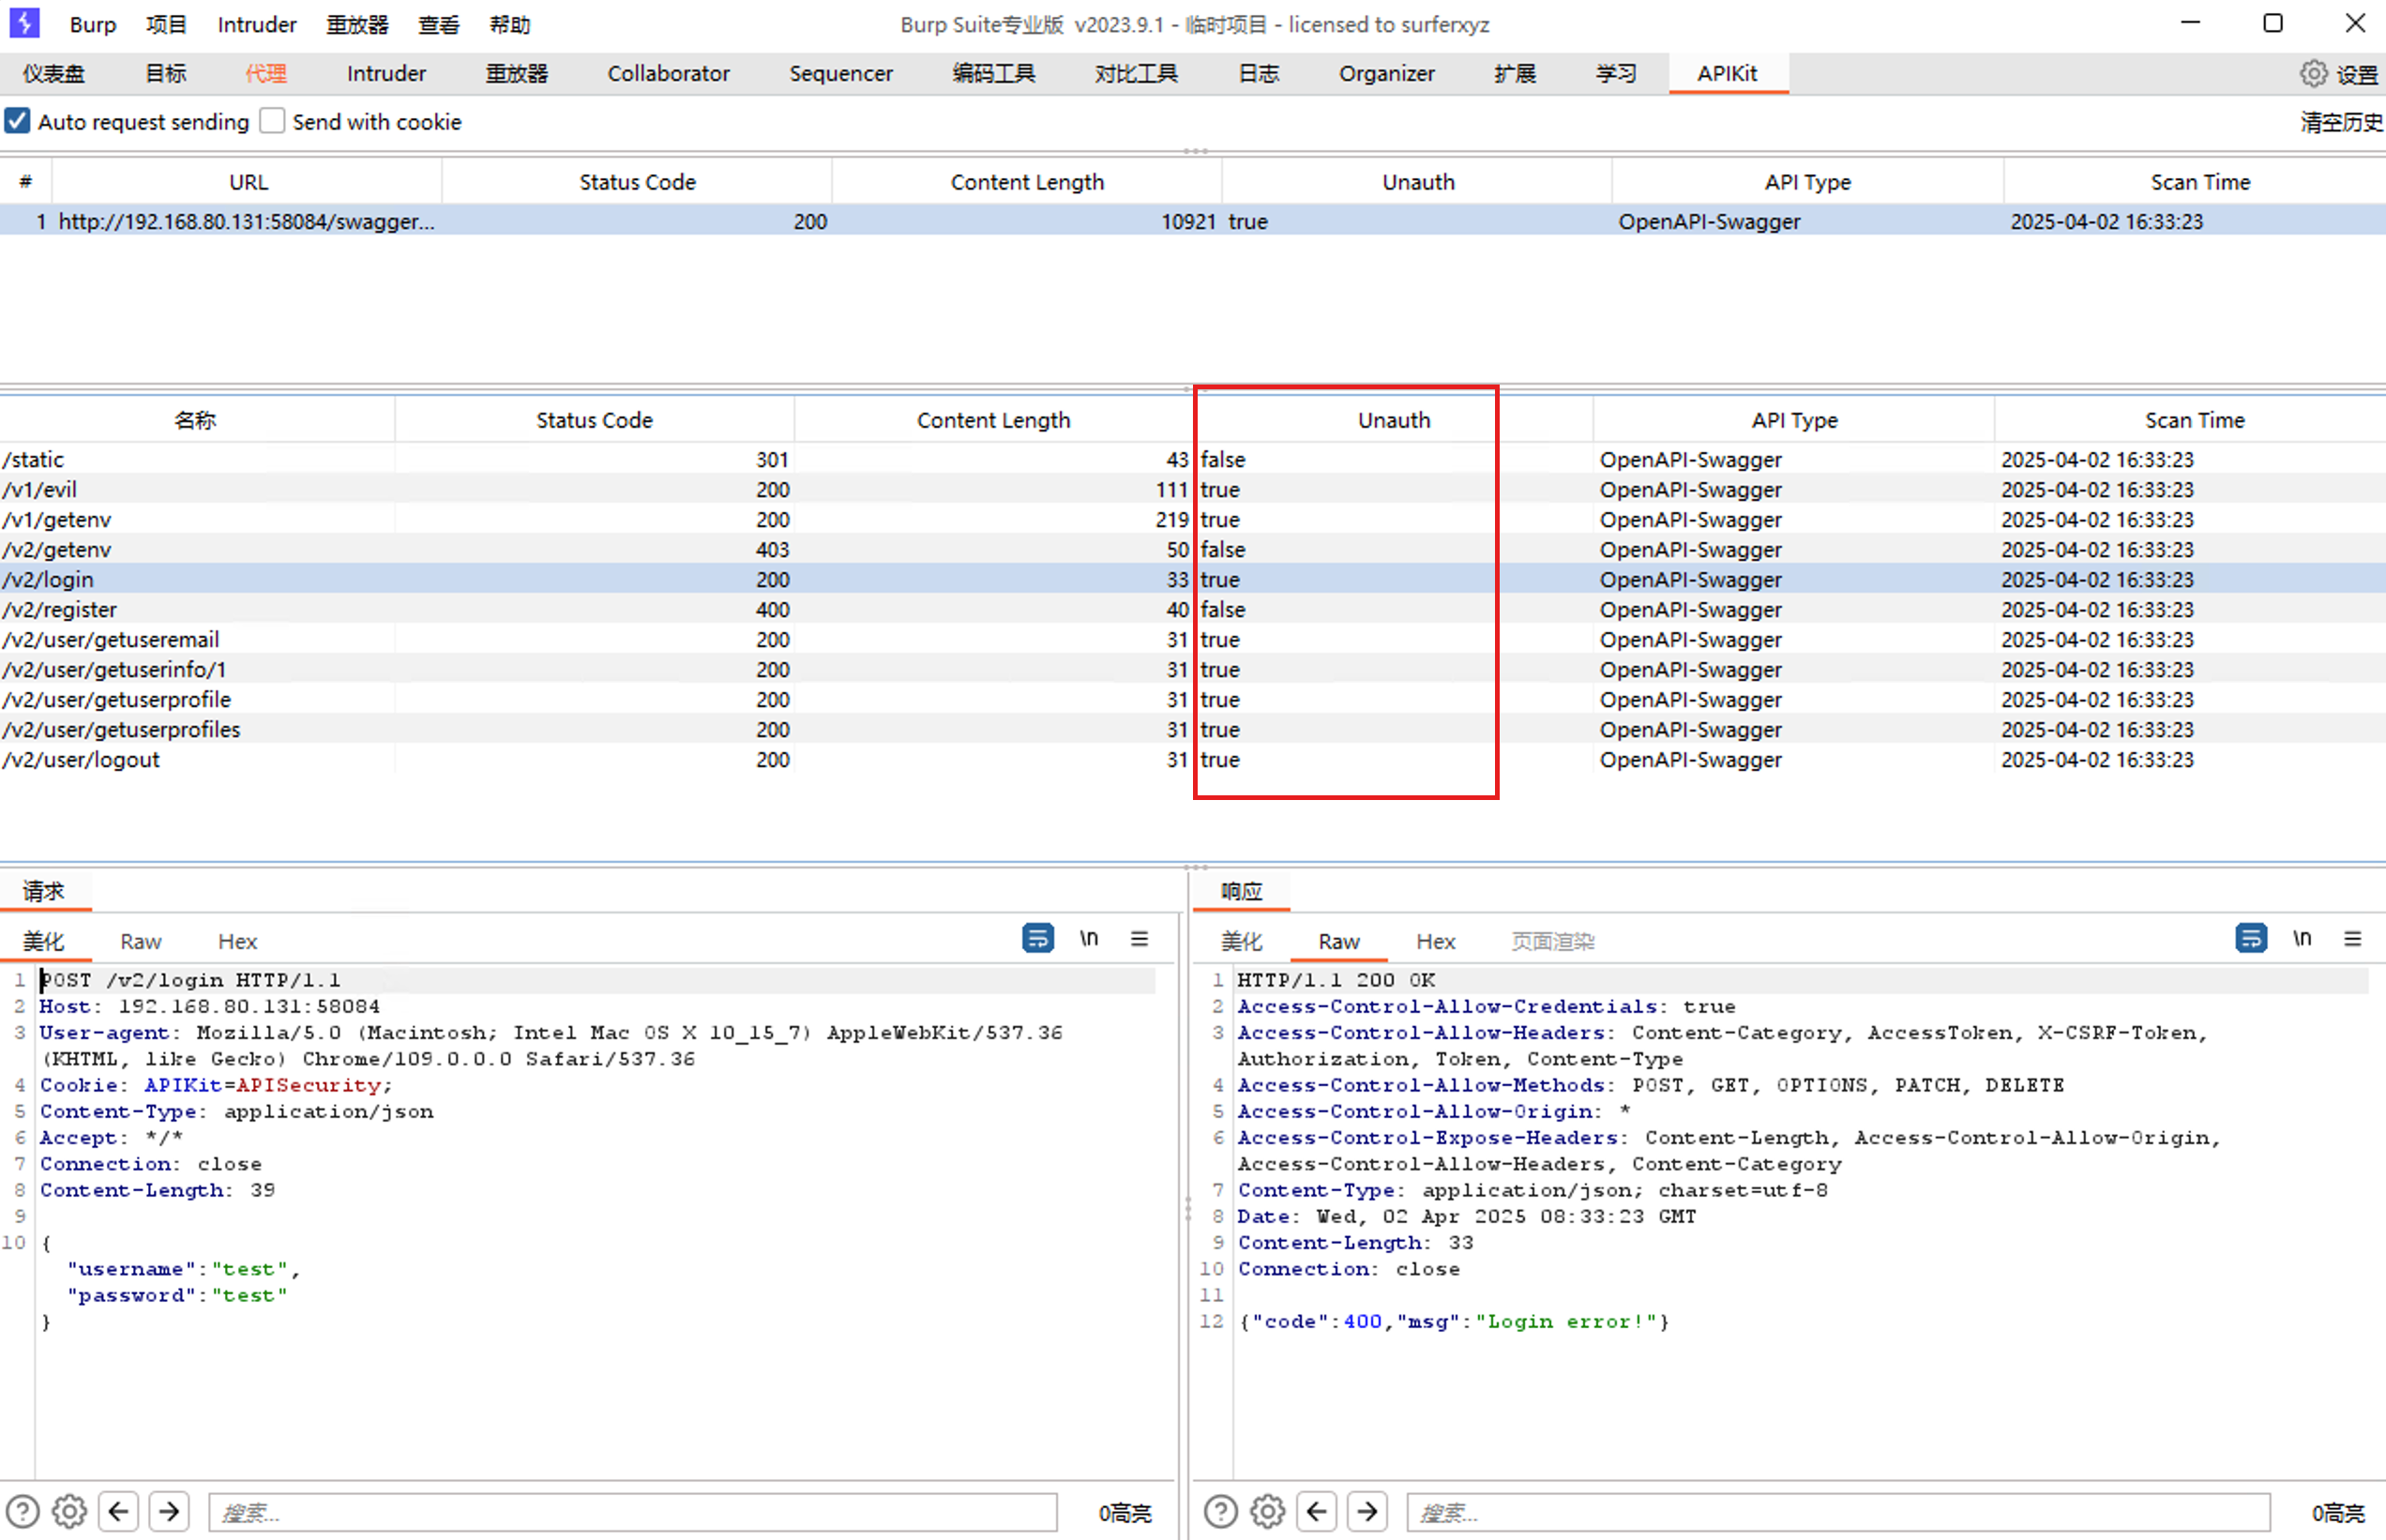 Burp 项目 Intruder 重放器 查看 帮助 Burp Suite专业版 v2023.9.1 - 临时项目 - licensed to surferxyz
仪表盘 目标 代理 Intruder 重放器 Collaborator Sequencer 编码工具 对比工具 日志 Organizer 扩展 学习 APIKit 设置
Auto request sending Send with cookie 清空历史
# URL Status Code Content Length Unauth API Type Scan Time
1 http://192.168.80.131:58084/swagger... 200 10921 true OpenAPI-Swagger 2025-04-02 16:33:23
名称 Status Code Content Length Unauth API Type Scan Time
/static 301 43 false OpenAPI-Swagger 2025-04-02 16:33:23
/v1/evil 200 111 true OpenAPI-Swagger 2025-04-02 16:33:23
/v1/getenv 200 219 true OpenAPI-Swagger 2025-04-02 16:33:23
/v2/getenv 403 50 false OpenAPI-Swagger 2025-04-02 16:33:23
/v2/login 200 33 true OpenAPI-Swagger 2025-04-02 16:33:23
/v2/register 400 40 false OpenAPI-Swagger 2025-04-02 16:33:23
/v2/user/getuseremail 200 31 true OpenAPI-Swagger 2025-04-02 16:33:23
/v2/user/getuserinfo/1 200 31 true OpenAPI-Swagger 2025-04-02 16:33:23
/v2/user/getuserprofile 200 31 true OpenAPI-Swagger 2025-04-02 16:33:23
/v2/user/getuserprofiles 200 31 true OpenAPI-Swagger 2025-04-02 16:33:23
/v2/user/logout 200 31 true OpenAPI-Swagger 2025-04-02 16:33:23
请求
美化 Raw Hex \n
1 POST /v2/login HTTP/1.1
2 Host: 192.168.80.131:58084
3 User-agent: Mozilla/5.0 (Macintosh; Intel Mac OS X 10_15_7) AppleWebKit/537.36
(KHTML, like Gecko) Chrome/109.0.0.0 Safari/537.36
4 Cookie: APIKit=APISecurity;
5 Content-Type: application/json
6 Accept: */*
7 Connection: close
8 Content-Length: 39
9
10 {
"username":"test",
"password":"test"
}
搜索... 0高亮
响应
美化 Raw Hex 页面渲染 \n
1 HTTP/1.1 200 OK
2 Access-Control-Allow-Credentials: true
3 Access-Control-Allow-Headers: Content-Category, AccessToken, X-CSRF-Token,
Authorization, Token, Content-Type
4 Access-Control-Allow-Methods: POST, GET, OPTIONS, PATCH, DELETE
5 Access-Control-Allow-Origin: *
6 Access-Control-Expose-Headers: Content-Length, Access-Control-Allow-Origin,
Access-Control-Allow-Headers, Content-Category
7 Content-Type: application/json; charset=utf-8
8 Date: Wed, 02 Apr 2025 08:33:23 GMT
9 Content-Length: 33
10 Connection: close
11
12 {"code":400,"msg":"Login error!"}
搜索... 0高亮